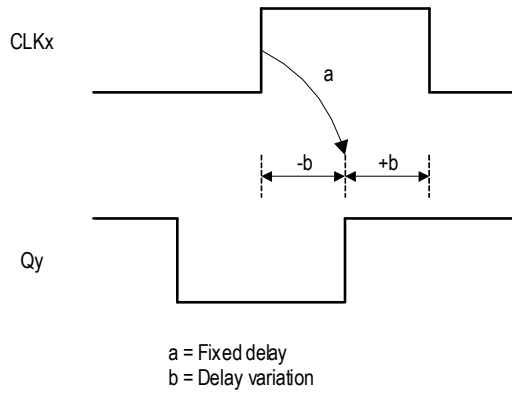 CLKx
a
-b
+b
Qy
a = Fixed delay
b = Delay variation